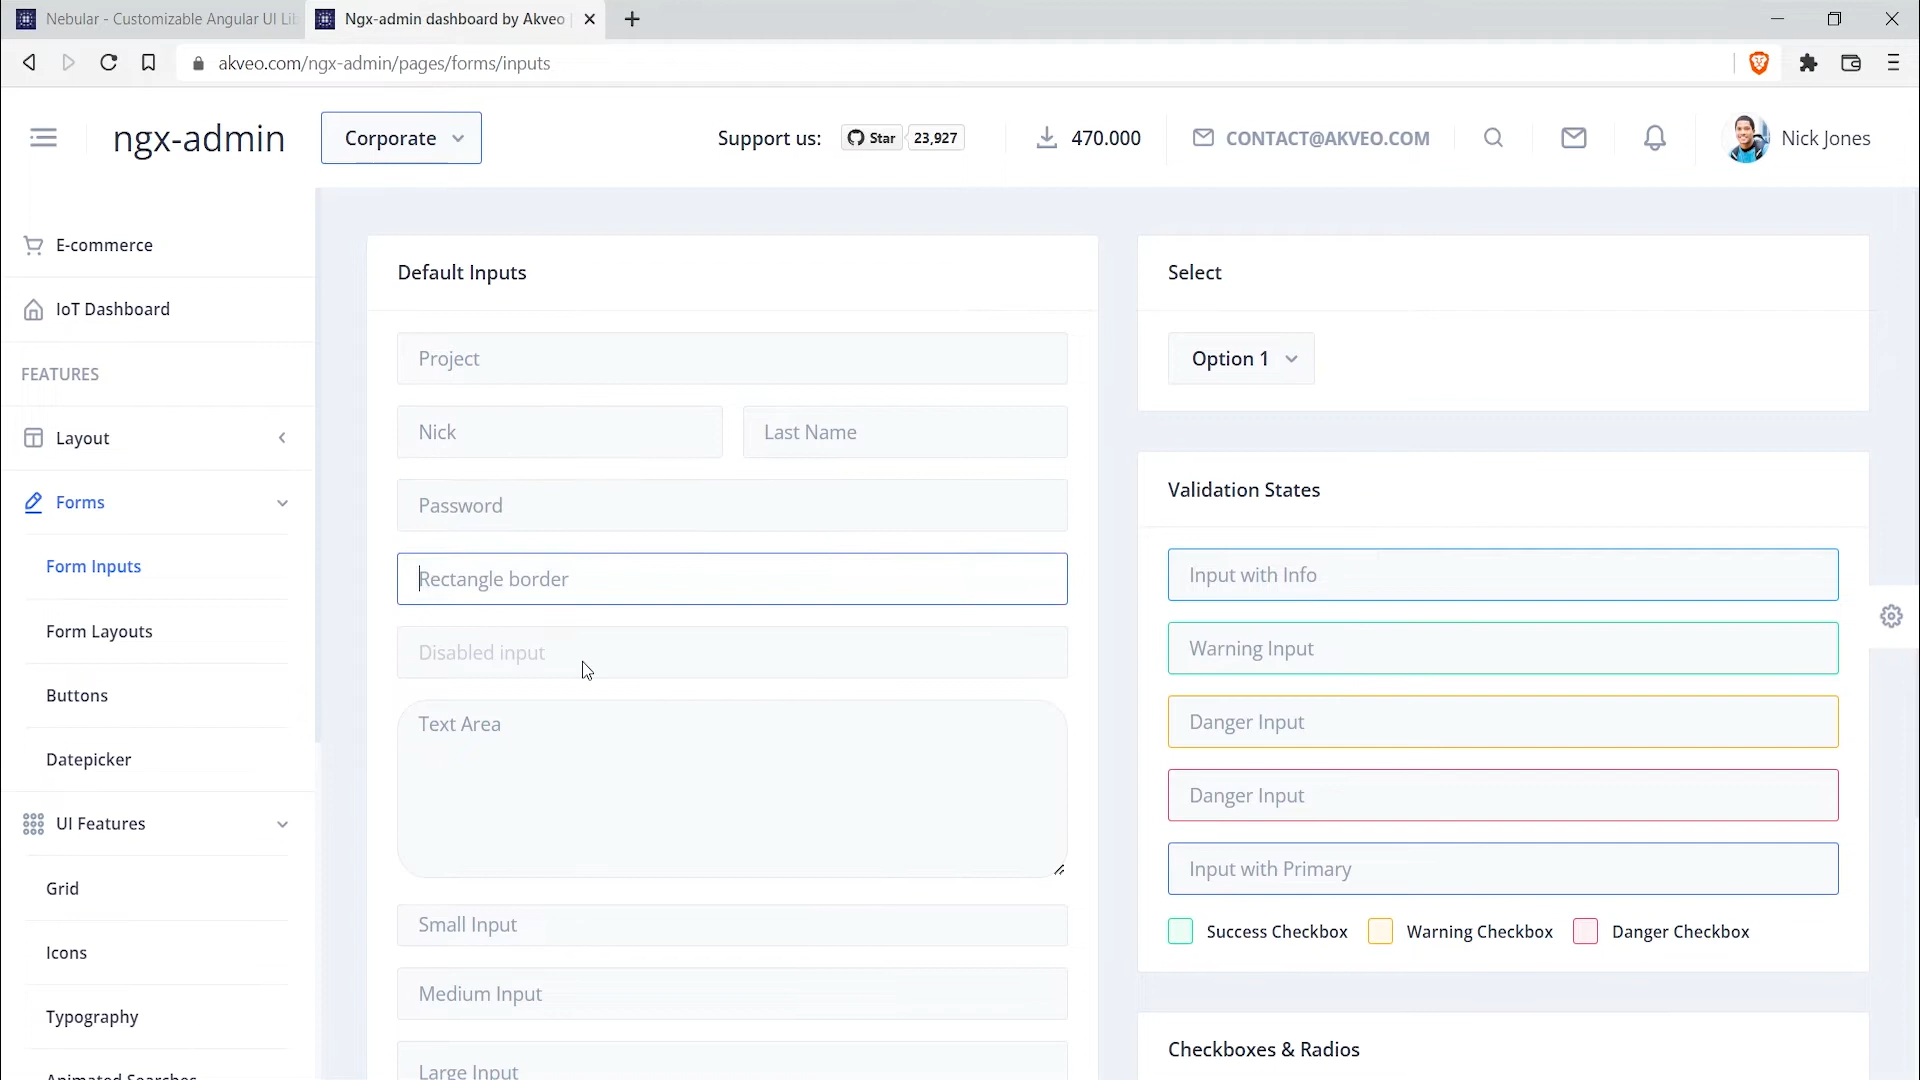 Nebular - Customizable Angular UI Lib
Ngx-admin dashboard by Akveo |
akveo.com/ngx-admin/pages/forms/inputs
ngx-admin
Corporate
Support us:
Star
23,927
470.000
CONTACT@AKVEO.COM
Nick Jones
E-commerce
IoT Dashboard
FEATURES
Layout
Forms
Form Inputs
Form Layouts
Buttons
Datepicker
UI Features
Grid
Icons
Typography
Animated Searches
Default Inputs
Project
Nick
Last Name
Password
Rectangle border
Disabled input
Text Area
Small Input
Medium Input
Large Input
Select
Option 1
Validation States
Input with Info
Warning Input
Danger Input
Danger Input
Input with Primary
Success Checkbox
Warning Checkbox
Danger Checkbox
Checkboxes & Radios